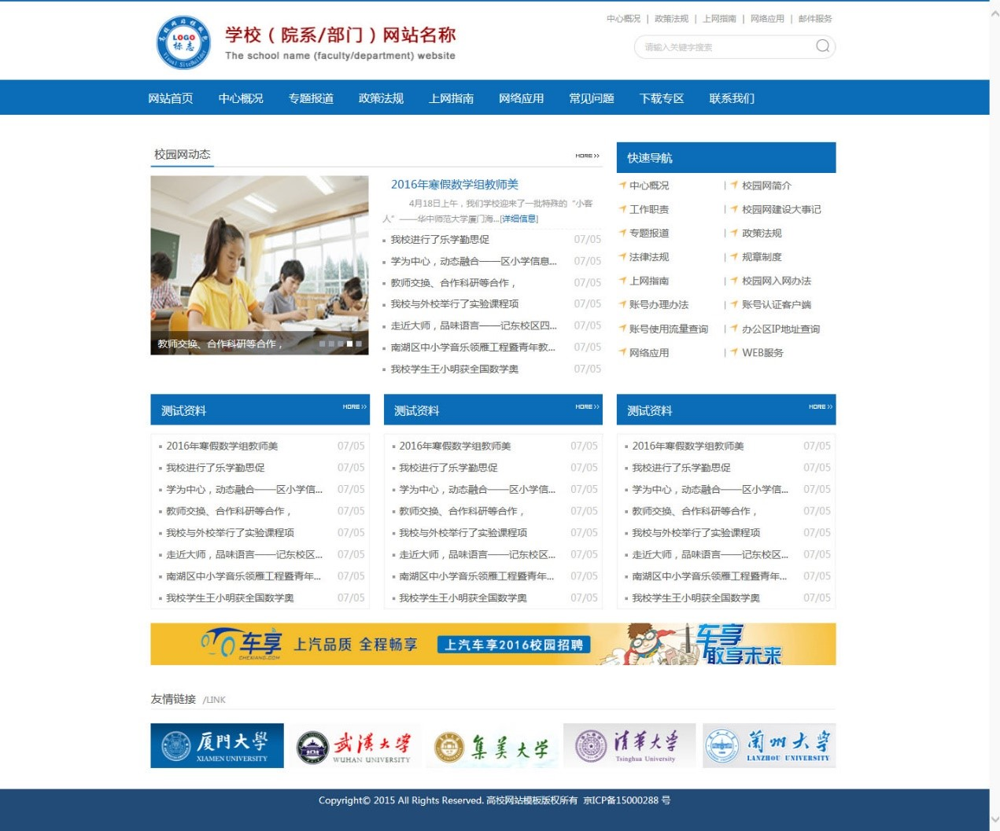 中心概况 | 政策法规 | 上网指南 | 网络应用 | 邮件服务
LOGO
标志
Visual SiteBuilder
学校（院系/部门）网站名称
The school name (faculty/department) website
请输入关键字搜索
网站首页 中心概况 专题报道 政策法规 上网指南 网络应用 常见问题 下载专区 联系我们
校园网动态 MORE >>
教师交换、合作科研等合作，
2016年寒假数学组教师美
4月18日上午，我们学校迎来了一批特殊的“小客
人”——华中师范大学厦门海...[详细信息]
我校进行了乐学勤思促 07/05
学为中心，动态融合——区小学信息... 07/05
教师交换、合作科研等合作， 07/05
我校与外校举行了实验课程项 07/05
走近大师，品味语言——记东校区四... 07/05
南湖区中小学音乐领雁工程暨青年教... 07/05
我校学生王小明获全国数学奥 07/05
快速导航
中心概况 | 校园网简介
工作职责 | 校园网建设大事记
专题报道 | 政策法规
法律法规 | 规章制度
上网指南 | 校园网入网办法
账号办理办法 | 账号认证客户端
账号使用流量查询 | 办公区IP地址查询
网络应用 | WEB服务
测试资料 MORE >>
2016年寒假数学组教师美 07/05
我校进行了乐学勤思促 07/05
学为中心，动态融合——区小学信... 07/05
教师交换、合作科研等合作， 07/05
我校与外校举行了实验课程项 07/05
走近大师，品味语言——记东校区... 07/05
南湖区中小学音乐领雁工程暨青年... 07/05
我校学生王小明获全国数学奥 07/05
测试资料 MORE >>
2016年寒假数学组教师美 07/05
我校进行了乐学勤思促 07/05
学为中心，动态融合——区小学信... 07/05
教师交换、合作科研等合作， 07/05
我校与外校举行了实验课程项 07/05
走近大师，品味语言——记东校区... 07/05
南湖区中小学音乐领雁工程暨青年... 07/05
我校学生王小明获全国数学奥 07/05
测试资料 MORE >>
2016年寒假数学组教师美 07/05
我校进行了乐学勤思促 07/05
学为中心，动态融合——区小学信... 07/05
教师交换、合作科研等合作， 07/05
我校与外校举行了实验课程项 07/05
走近大师，品味语言——记东校区... 07/05
南湖区中小学音乐领雁工程暨青年... 07/05
我校学生王小明获全国数学奥 07/05
车享
CHEXIANG.COM
上汽品质 全程畅享
上汽车享2016校园招聘
车享
敢享未来
友情链接 /LINK
厦門大學
XIAMEN UNIVERSITY
武漢大学
WUHAN UNIVERSITY
集美大学
清華大学
Tsinghua University
蘭州大学
LANZHOU UNIVERSITY
Copyright© 2015 All Rights Reserved. 高校网站模板版权所有 京ICP备15000288 号